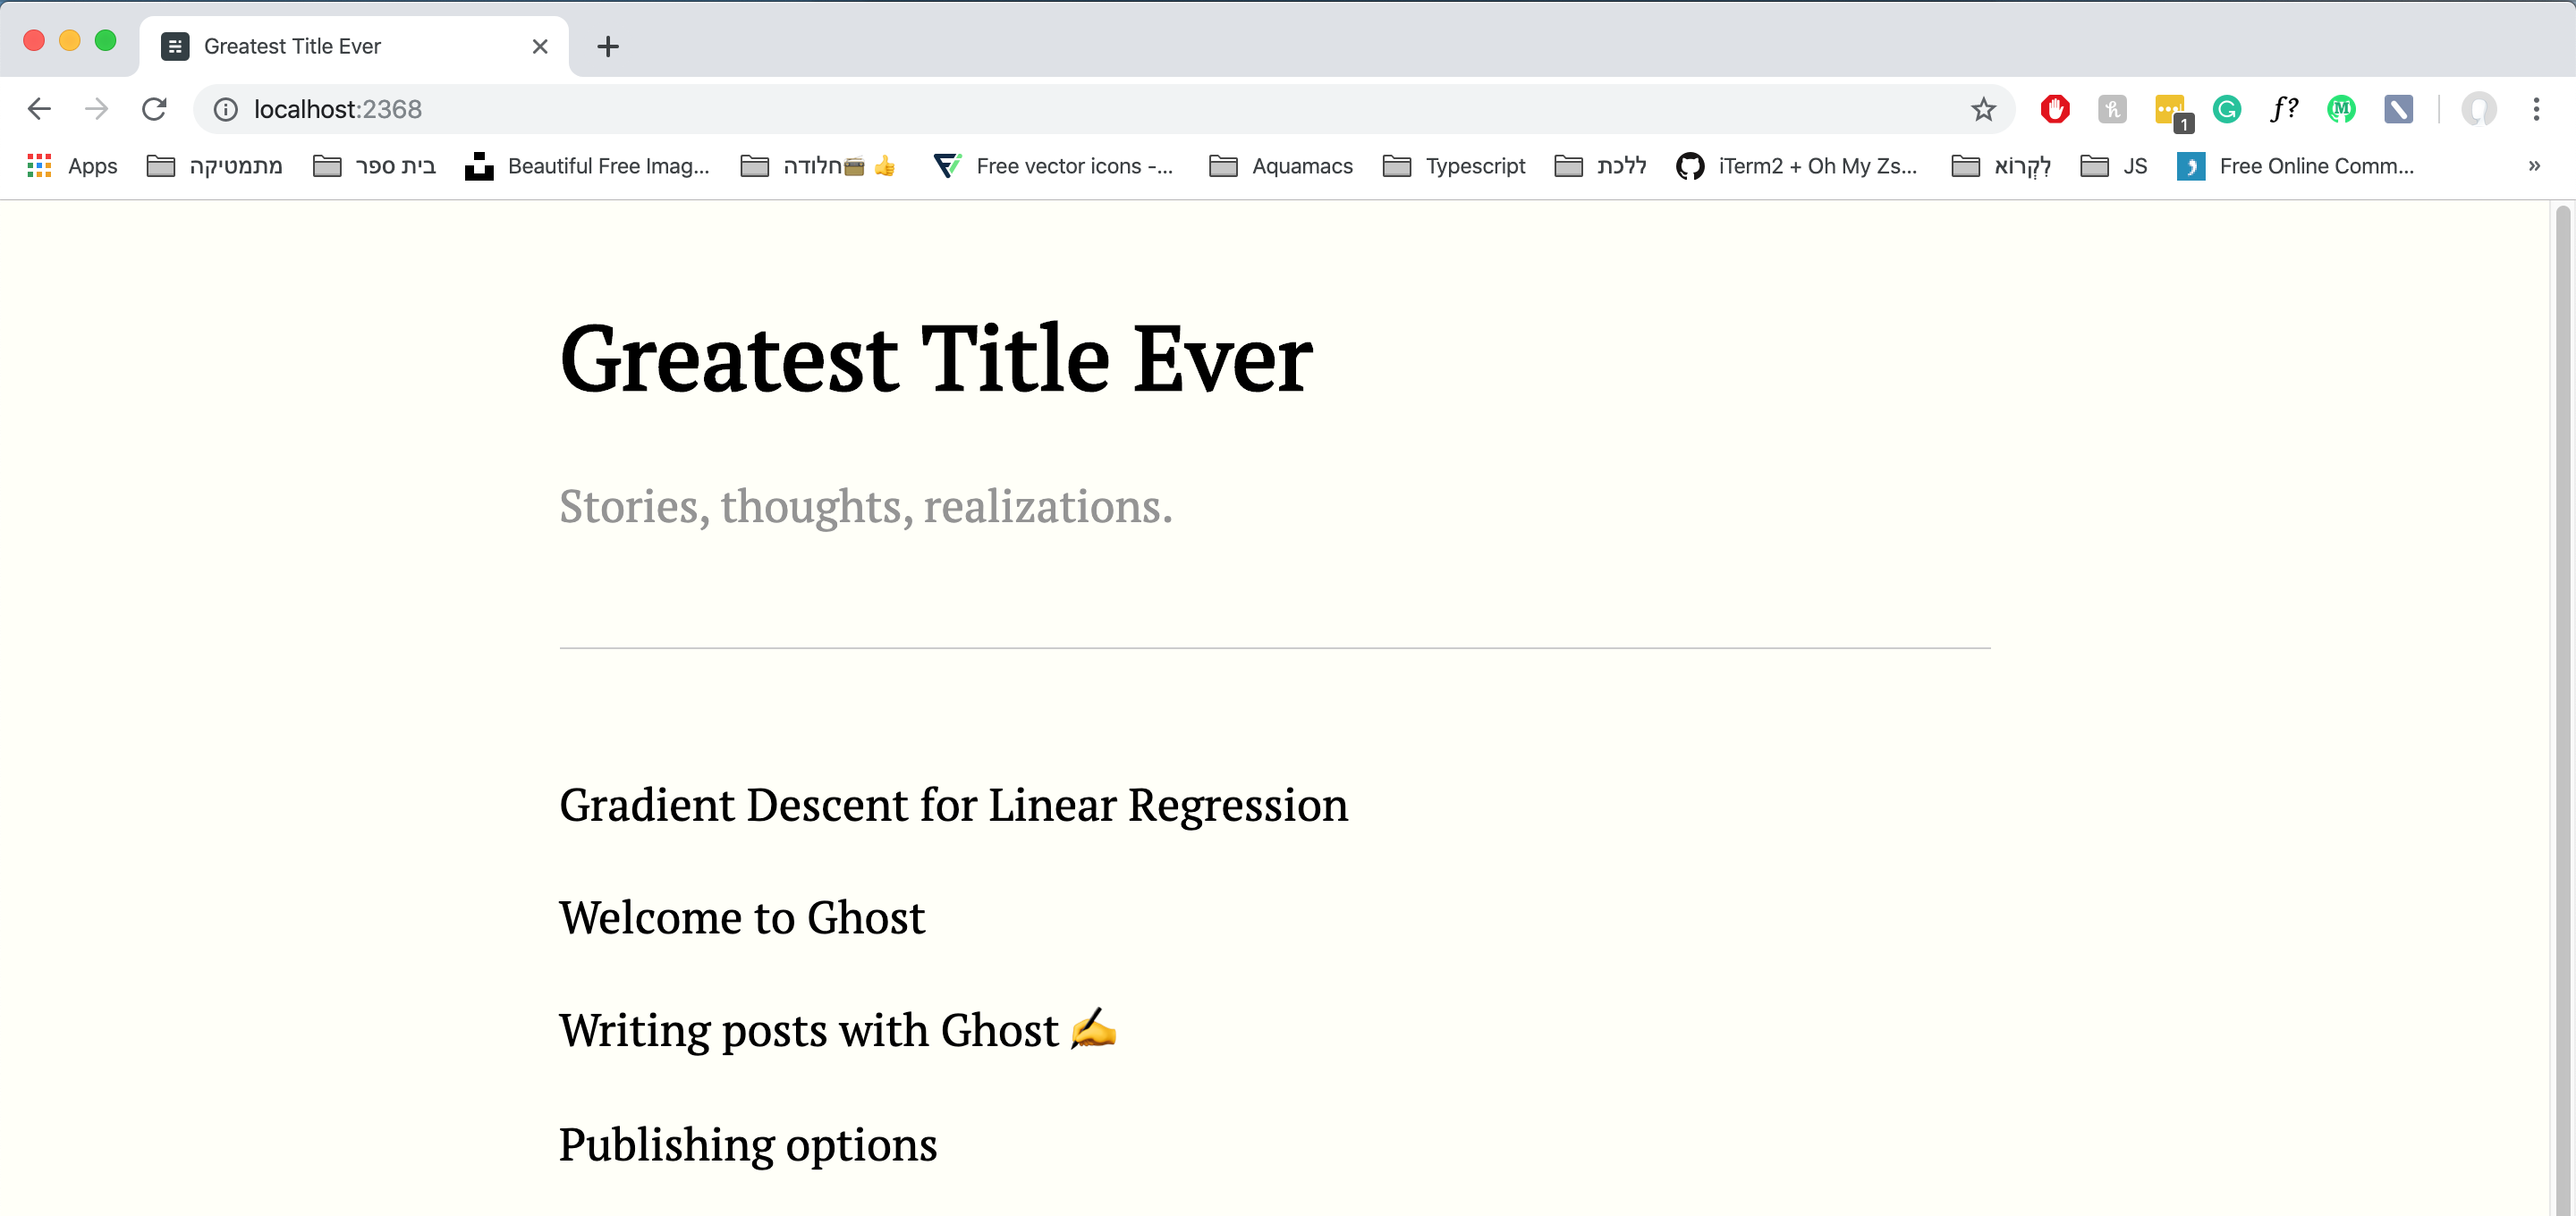 Greatest Title Ever
localhost:2368
1
Apps מתמטיקה בית ספר Beautiful Free Imag... חלודה🗃👍 Free vector icons -... Aquamacs Typescript ללכת iTerm2 + Oh My Zs... לִקְרוֹא JS Free Online Comm... »
Greatest Title Ever
Stories, thoughts, realizations.
Gradient Descent for Linear Regression
Welcome to Ghost
Writing posts with Ghost ✍
Publishing options